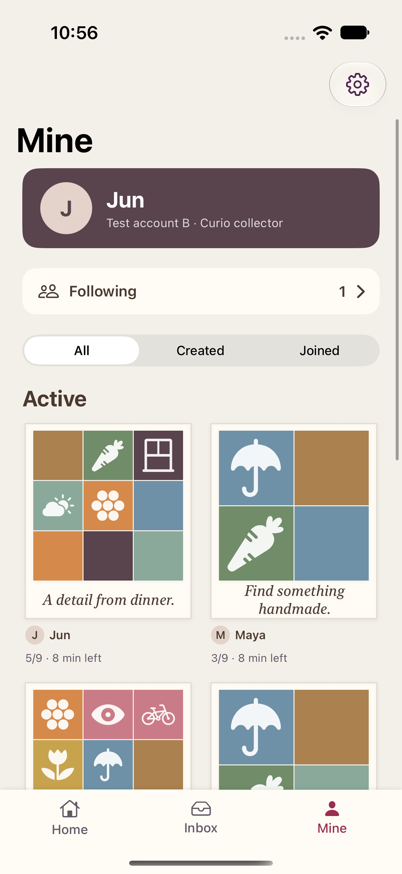 10:56
Mine
J
Jun
Test account B · Curio collector
Following
1
All
Created
Joined
Active
A detail from dinner.
J Jun
5/9 · 8 min left
Find something
handmade.
M Maya
3/9 · 8 min left
Home
Inbox
Mine